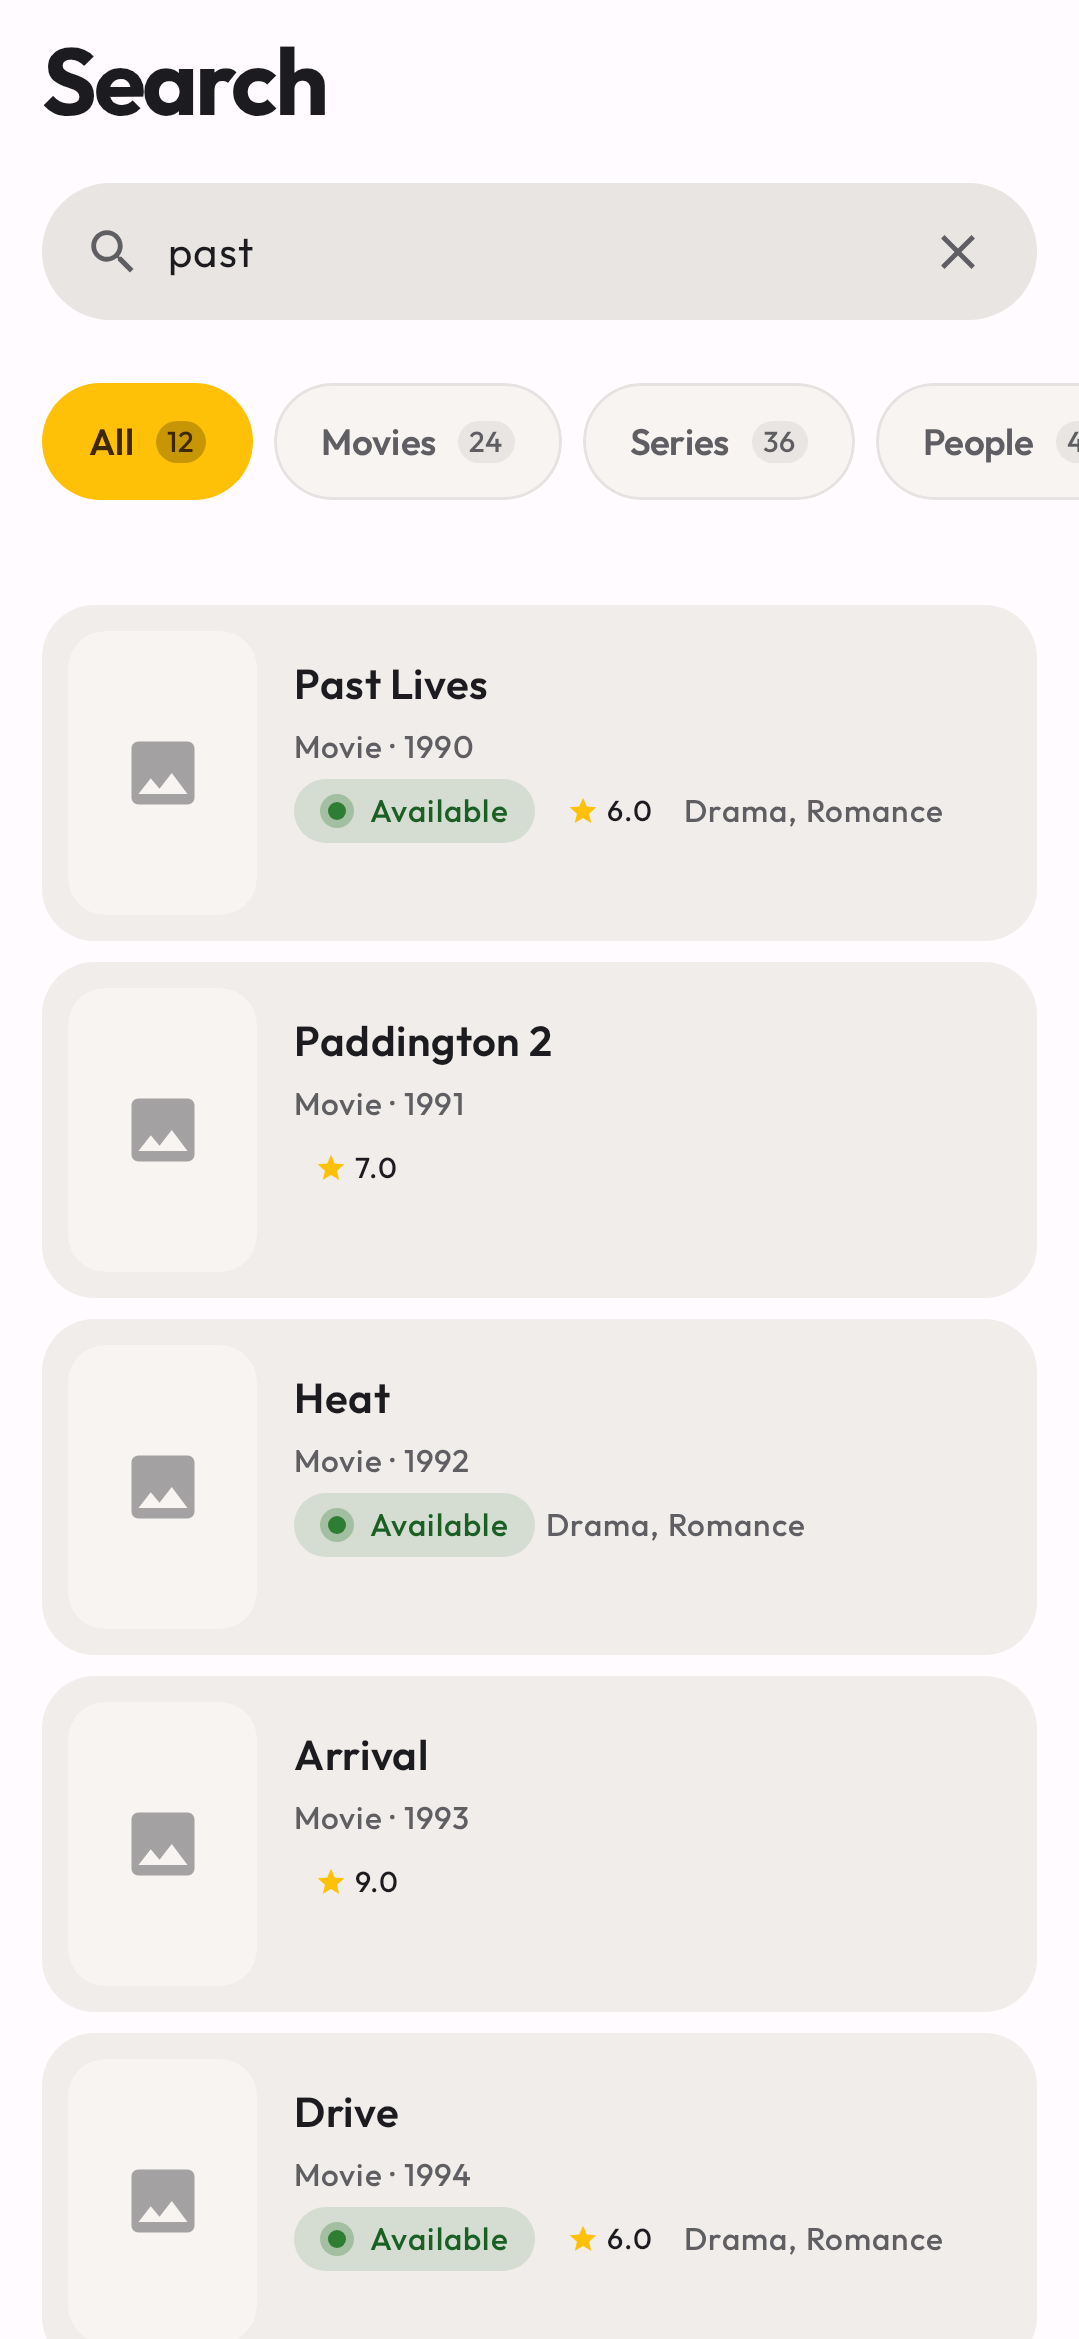 Search
past
All 12 Movies 24 Series 36 People
Past Lives
Movie · 1990
Available 6.0 Drama, Romance
Paddington 2
Movie · 1991
7.0
Heat
Movie · 1992
Available Drama, Romance
Arrival
Movie · 1993
9.0
Drive
Movie · 1994
Available 6.0 Drama, Romance